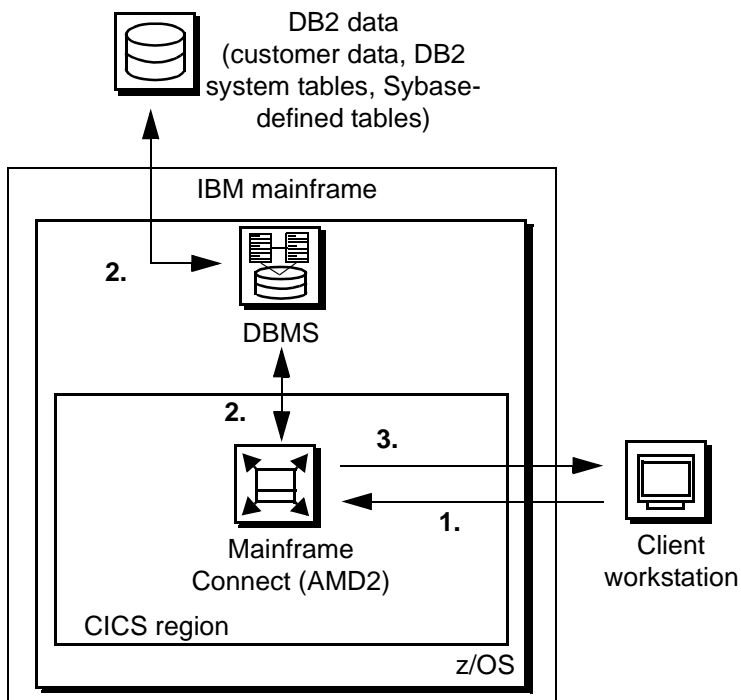 DB2 data
(customer data, DB2
system tables, Sybase-
defined tables)
IBM mainframe
2.
DBMS
2.
3.
1.
Mainframe
Connect (AMD2)
Client
workstation
CICS region
z/OS